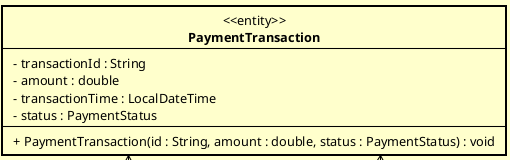 <<entity>>
PaymentTransaction
- transactionId : String
- amount : double
- transactionTime : LocalDateTime
- status : PaymentStatus
+ PaymentTransaction(id : String, amount : double, status : PaymentStatus) : void